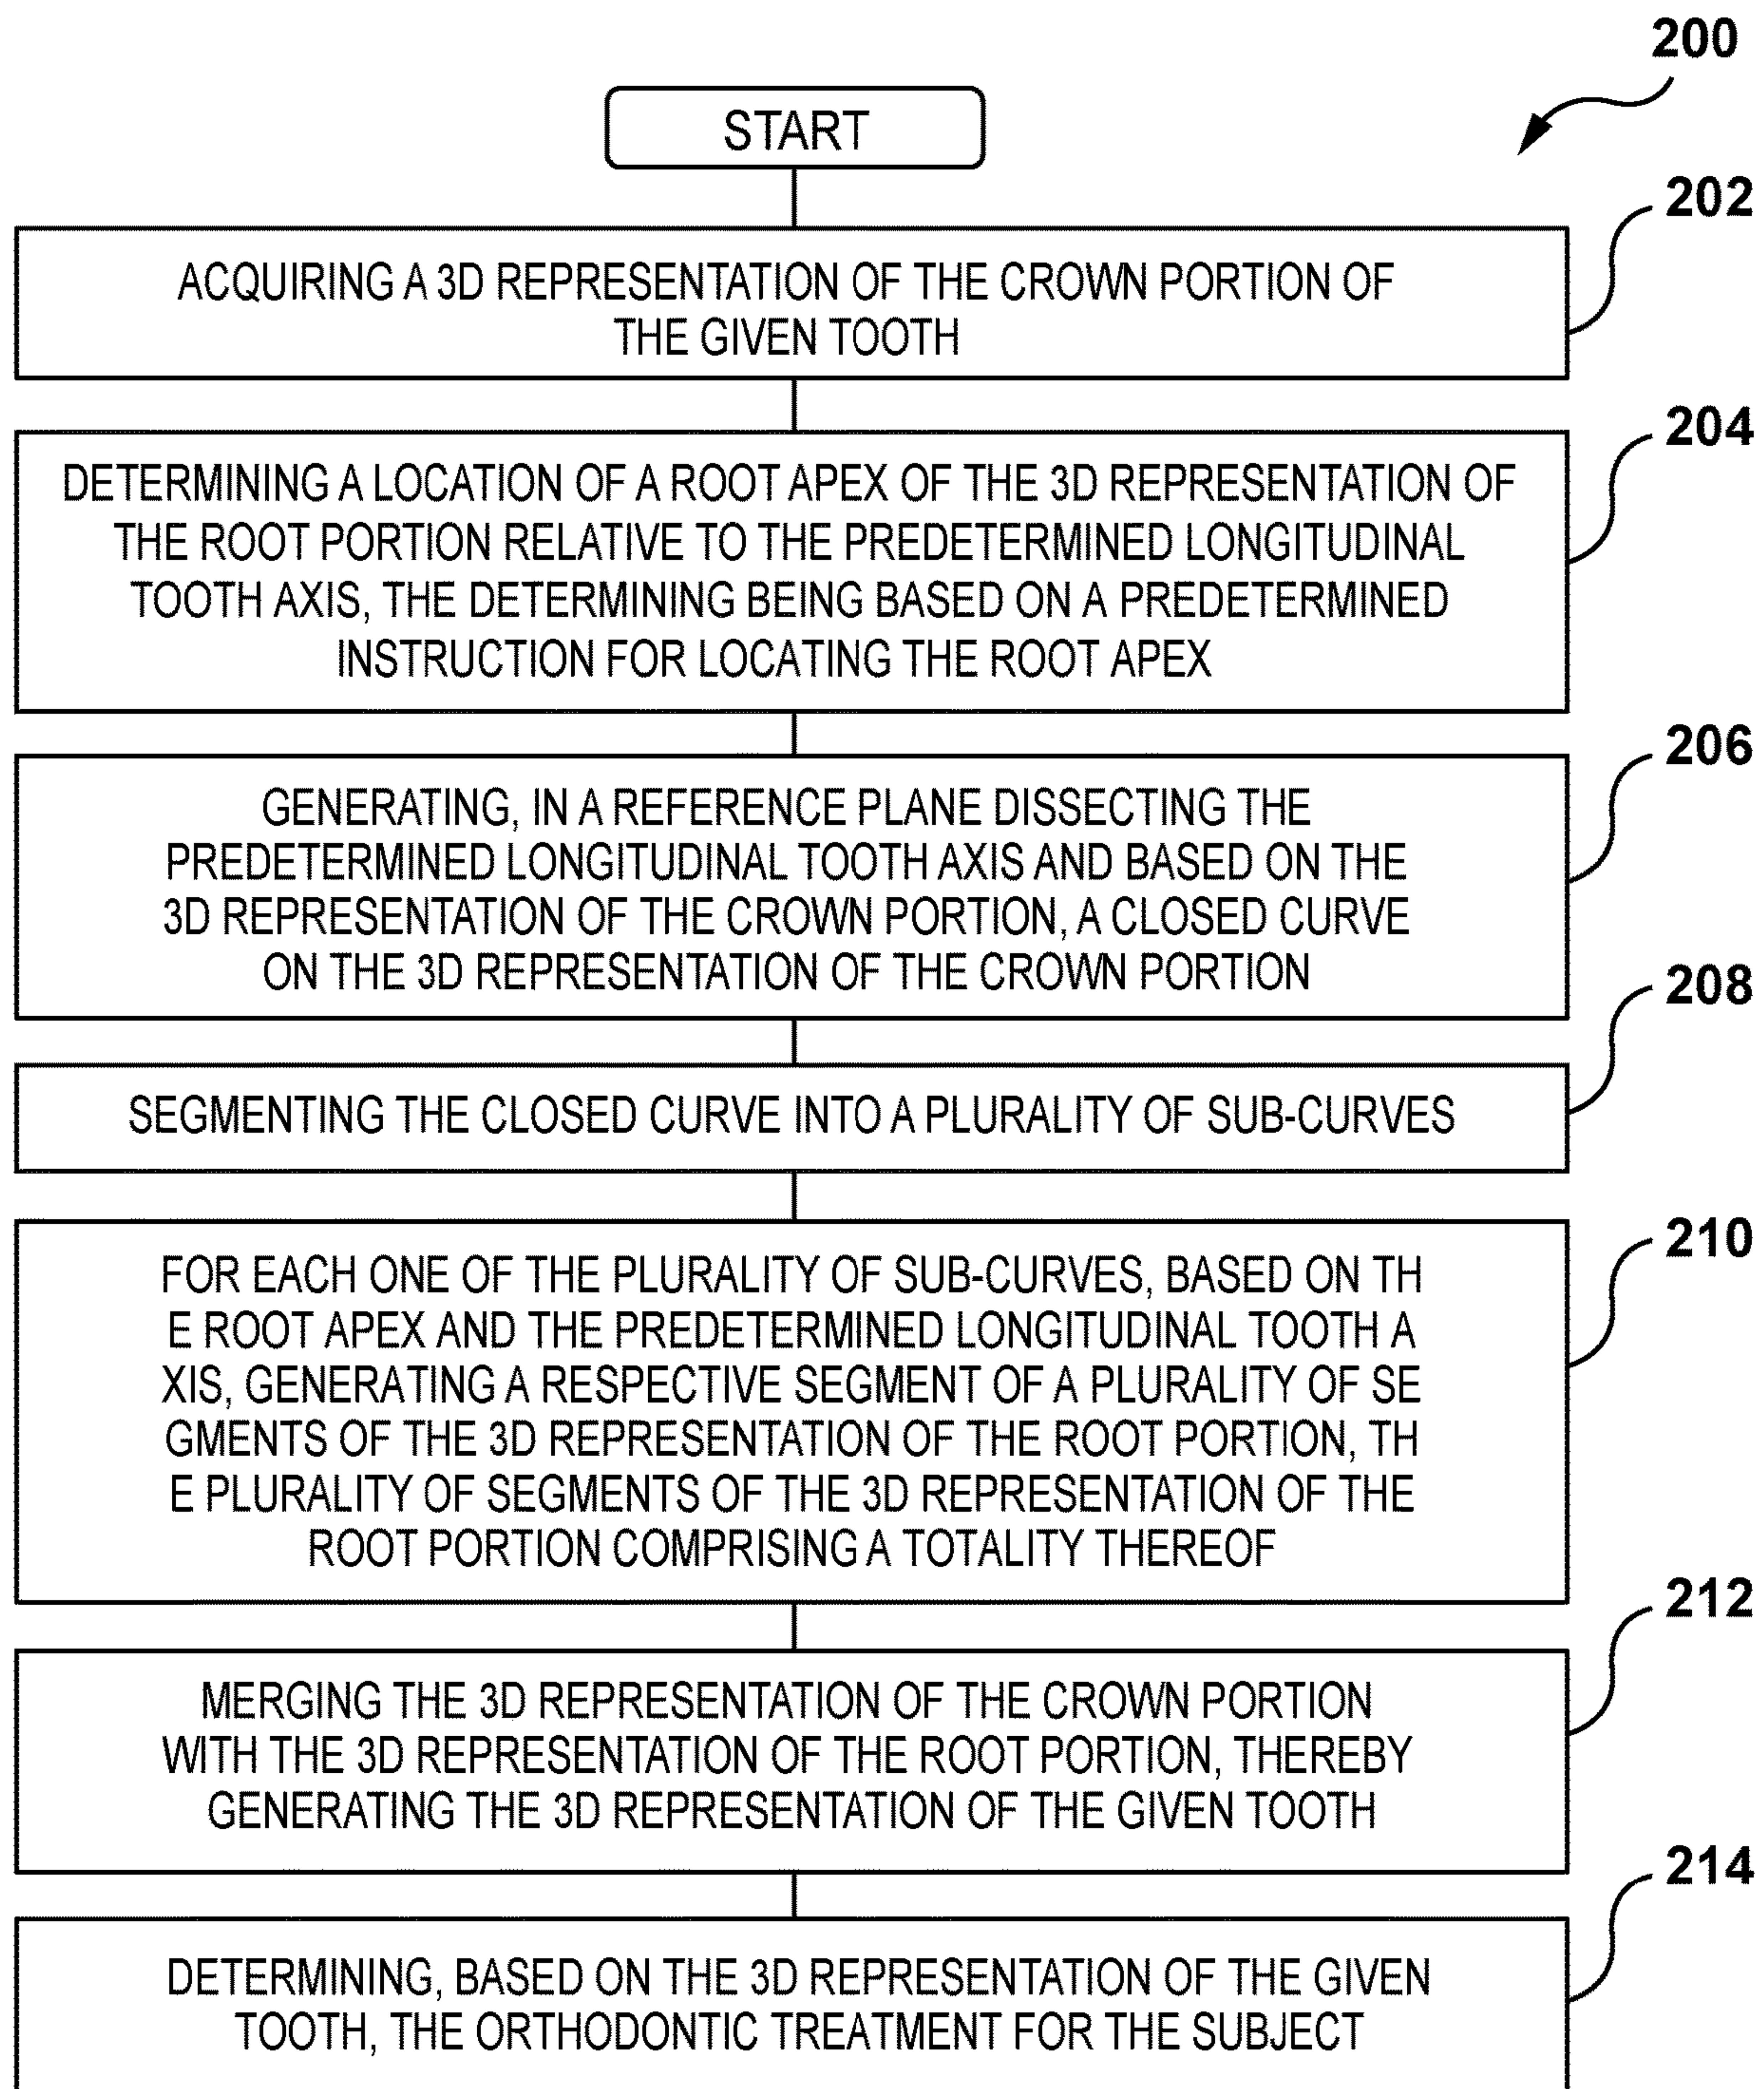 200
START
202
ACQUIRING A 3D REPRESENTATION OF THE CROWN PORTION OF
THE GIVEN TOOTH
204
DETERMINING A LOCATION OF A ROOT APEX OF THE 3D REPRESENTATION OF
THE ROOT PORTION RELATIVE TO THE PREDETERMINED LONGITUDINAL
TOOTH AXIS, THE DETERMINING BEING BASED ON A PREDETERMINED
INSTRUCTION FOR LOCATING THE ROOT APEX
206
GENERATING, IN A REFERENCE PLANE DISSECTING THE
PREDETERMINED LONGITUDINAL TOOTH AXIS AND BASED ON THE
3D REPRESENTATION OF THE CROWN PORTION, A CLOSED CURVE
ON THE 3D REPRESENTATION OF THE CROWN PORTION
208
SEGMENTING THE CLOSED CURVE INTO A PLURALITY OF SUB-CURVES
210
FOR EACH ONE OF THE PLURALITY OF SUB-CURVES, BASED ON TH
E ROOT APEX AND THE PREDETERMINED LONGITUDINAL TOOTH A
XIS, GENERATING A RESPECTIVE SEGMENT OF A PLURALITY OF SE
GMENTS OF THE 3D REPRESENTATION OF THE ROOT PORTION, TH
E PLURALITY OF SEGMENTS OF THE 3D REPRESENTATION OF THE
ROOT PORTION COMPRISING A TOTALITY THEREOF
212
MERGING THE 3D REPRESENTATION OF THE CROWN PORTION
WITH THE 3D REPRESENTATION OF THE ROOT PORTION, THEREBY
GENERATING THE 3D REPRESENTATION OF THE GIVEN TOOTH
214
DETERMINING, BASED ON THE 3D REPRESENTATION OF THE GIVEN
TOOTH, THE ORTHODONTIC TREATMENT FOR THE SUBJECT